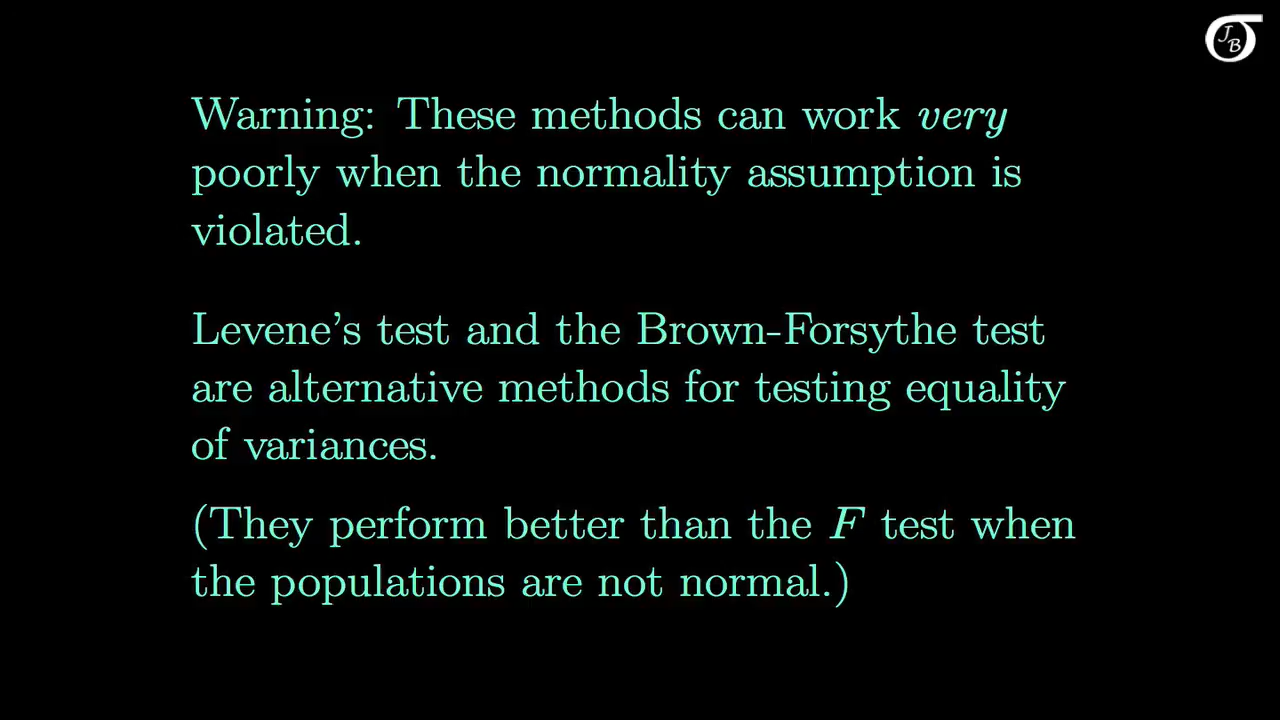 J
B
Warning: These methods can work very
poorly when the normality assumption is
violated.
Levene's test and the Brown-Forsythe test
are alternative methods for testing equality
of variances.
(They perform better than the F test when
the populations are not normal.)